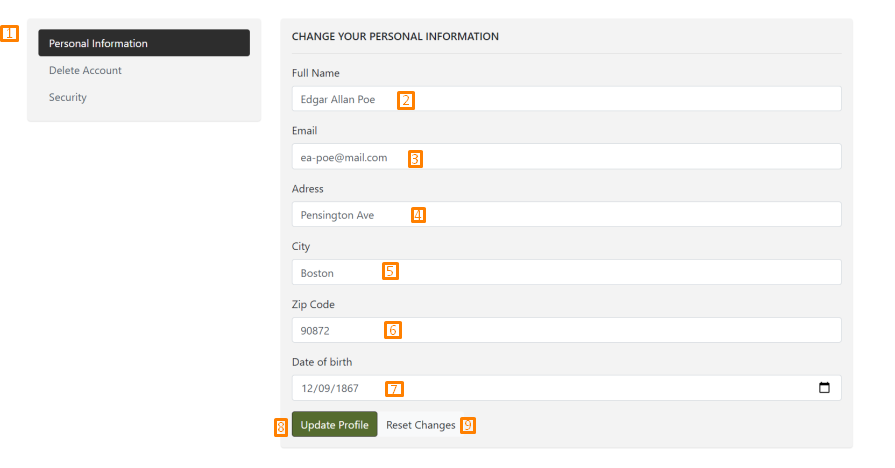 1
Personal Information
Delete Account
Security
CHANGE YOUR PERSONAL INFORMATION
Full Name
Edgar Allan Poe 2
Email
ea-poe@mail.com 3
Adress
Pensington Ave 4
City
Boston 5
Zip Code
90872 6
Date of birth
12/09/1867 7
8 Update Profile Reset Changes 9